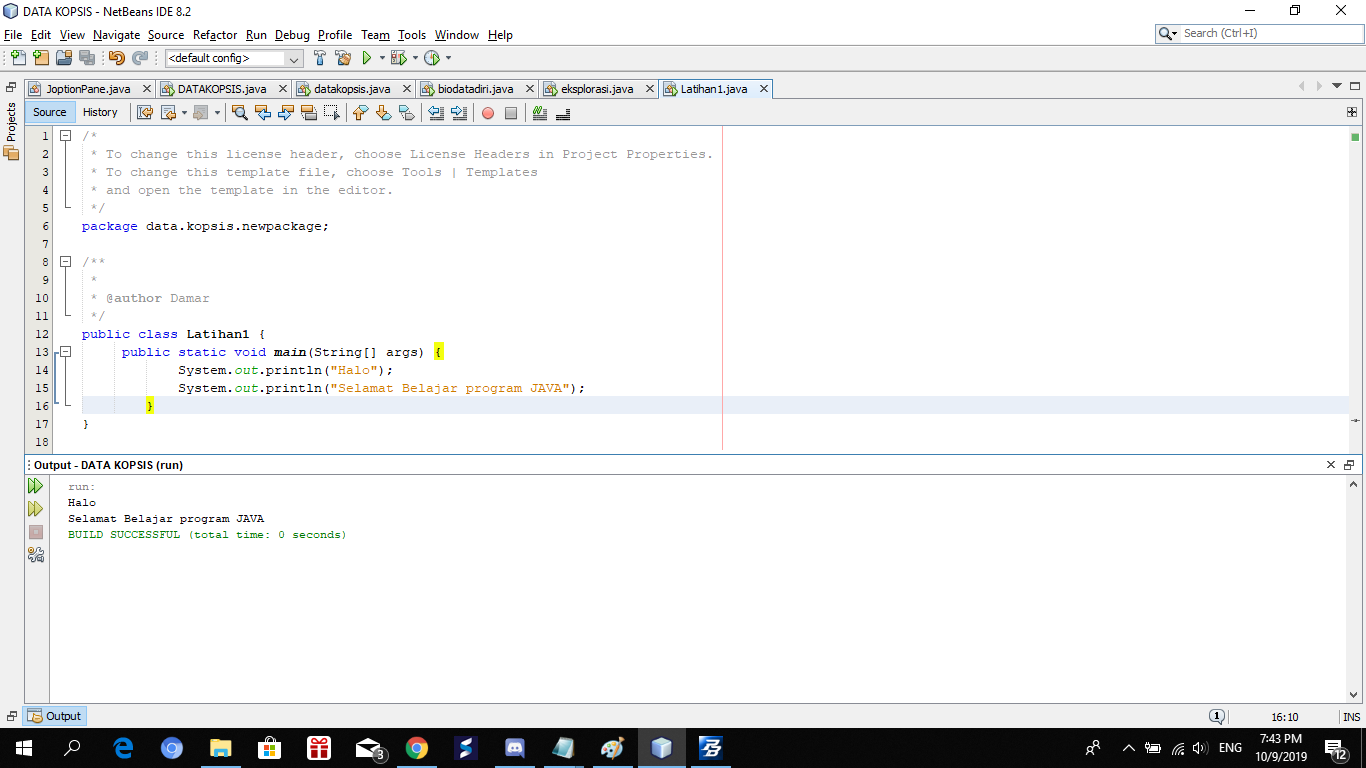 DATA KOPSIS - NetBeans IDE 8.2
File Edit View Navigate Source Refactor Run Debug Profile Team Tools Window Help
Search (Ctrl+I)
<default config>
JoptionPane.java DATAKOPSIS.java datakopsis.java biodatadiri.java eksplorasi.java Latihan1.java
Projects
Source History
1 /*
2 * To change this license header, choose License Headers in Project Properties.
3 * To change this template file, choose Tools | Templates
4 * and open the template in the editor.
5 */
6 package data.kopsis.newpackage;
7
8 /**
9 *
10 * @author Damar
11 */
12 public class Latihan1 {
13 public static void main(String[] args) {
14 System.out.println("Halo");
15 System.out.println("Selamat Belajar program JAVA");
16 }
17 }
18
Output - DATA KOPSIS (run)
run:
Halo
Selamat Belajar program JAVA
BUILD SUCCESSFUL (total time: 0 seconds)
Output
1
16:10
INS
3
ENG
7:43 PM
10/9/2019
12